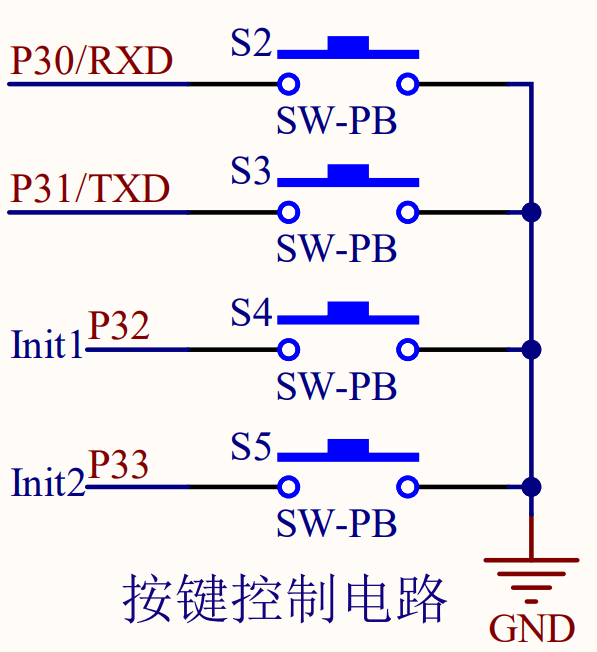 S2
P30/RXD
SW-PB
S3
P31/TXD
SW-PB
S4
Init1 P32
SW-PB
S5
Init2 P33
SW-PB
按键控制电路
GND